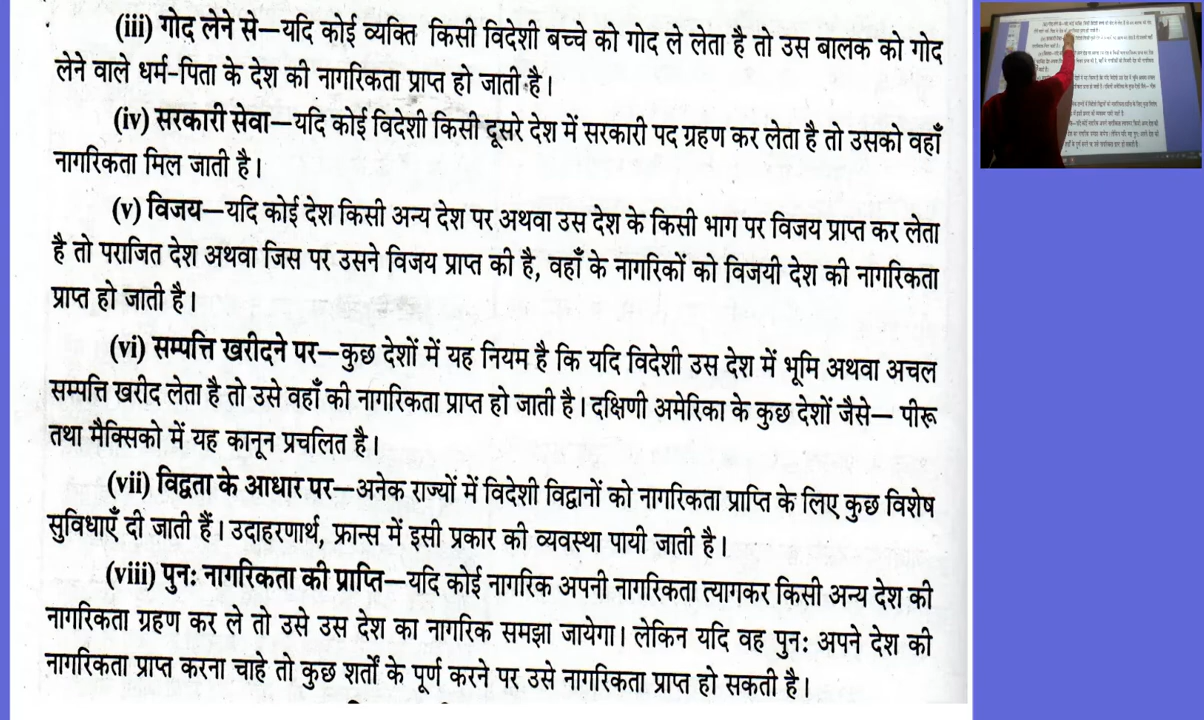 (iii) गोद लेने से—यदि कोई व्यक्ति किसी विदेशी बच्चे को गोद ले लेता है तो उस बालक को गोद
लेने वाले धर्म-पिता के देश की नागरिकता प्राप्त हो जाती है।
(iv) सरकारी सेवा—यदि कोई विदेशी किसी दूसरे देश में सरकारी पद ग्रहण कर लेता है तो उसको वहाँ
नागरिकता मिल जाती है।
(v) विजय—यदि कोई देश किसी अन्य देश पर अथवा उस देश के किसी भाग पर विजय प्राप्त कर लेता
है तो पराजित देश अथवा जिस पर उसने विजय प्राप्त की है, वहाँ के नागरिकों को विजयी देश की नागरिकता
प्राप्त हो जाती है।
(vi) सम्पत्ति खरीदने पर—कुछ देशों में यह नियम है कि यदि विदेशी उस देश में भूमि अथवा अचल
सम्पत्ति खरीद लेता है तो उसे वहाँ की नागरिकता प्राप्त हो जाती है। दक्षिणी अमेरिका के कुछ देशों जैसे— पीरू
तथा मैक्सिको में यह कानून प्रचलित है।
(vii) विद्वता के आधार पर—अनेक राज्यों में विदेशी विद्वानों को नागरिकता प्राप्ति के लिए कुछ विशेष
सुविधाएँ दी जाती हैं। उदाहरणार्थ, फ्रान्स में इसी प्रकार की व्यवस्था पायी जाती है।
(viii) पुनः नागरिकता की प्राप्ति—यदि कोई नागरिक अपनी नागरिकता त्यागकर किसी अन्य देश की
नागरिकता ग्रहण कर ले तो उसे उस देश का नागरिक समझा जायेगा। लेकिन यदि वह पुनः अपने देश की
नागरिकता प्राप्त करना चाहे तो कुछ शर्तों के पूर्ण करने पर उसे नागरिकता प्राप्त हो सकती है।